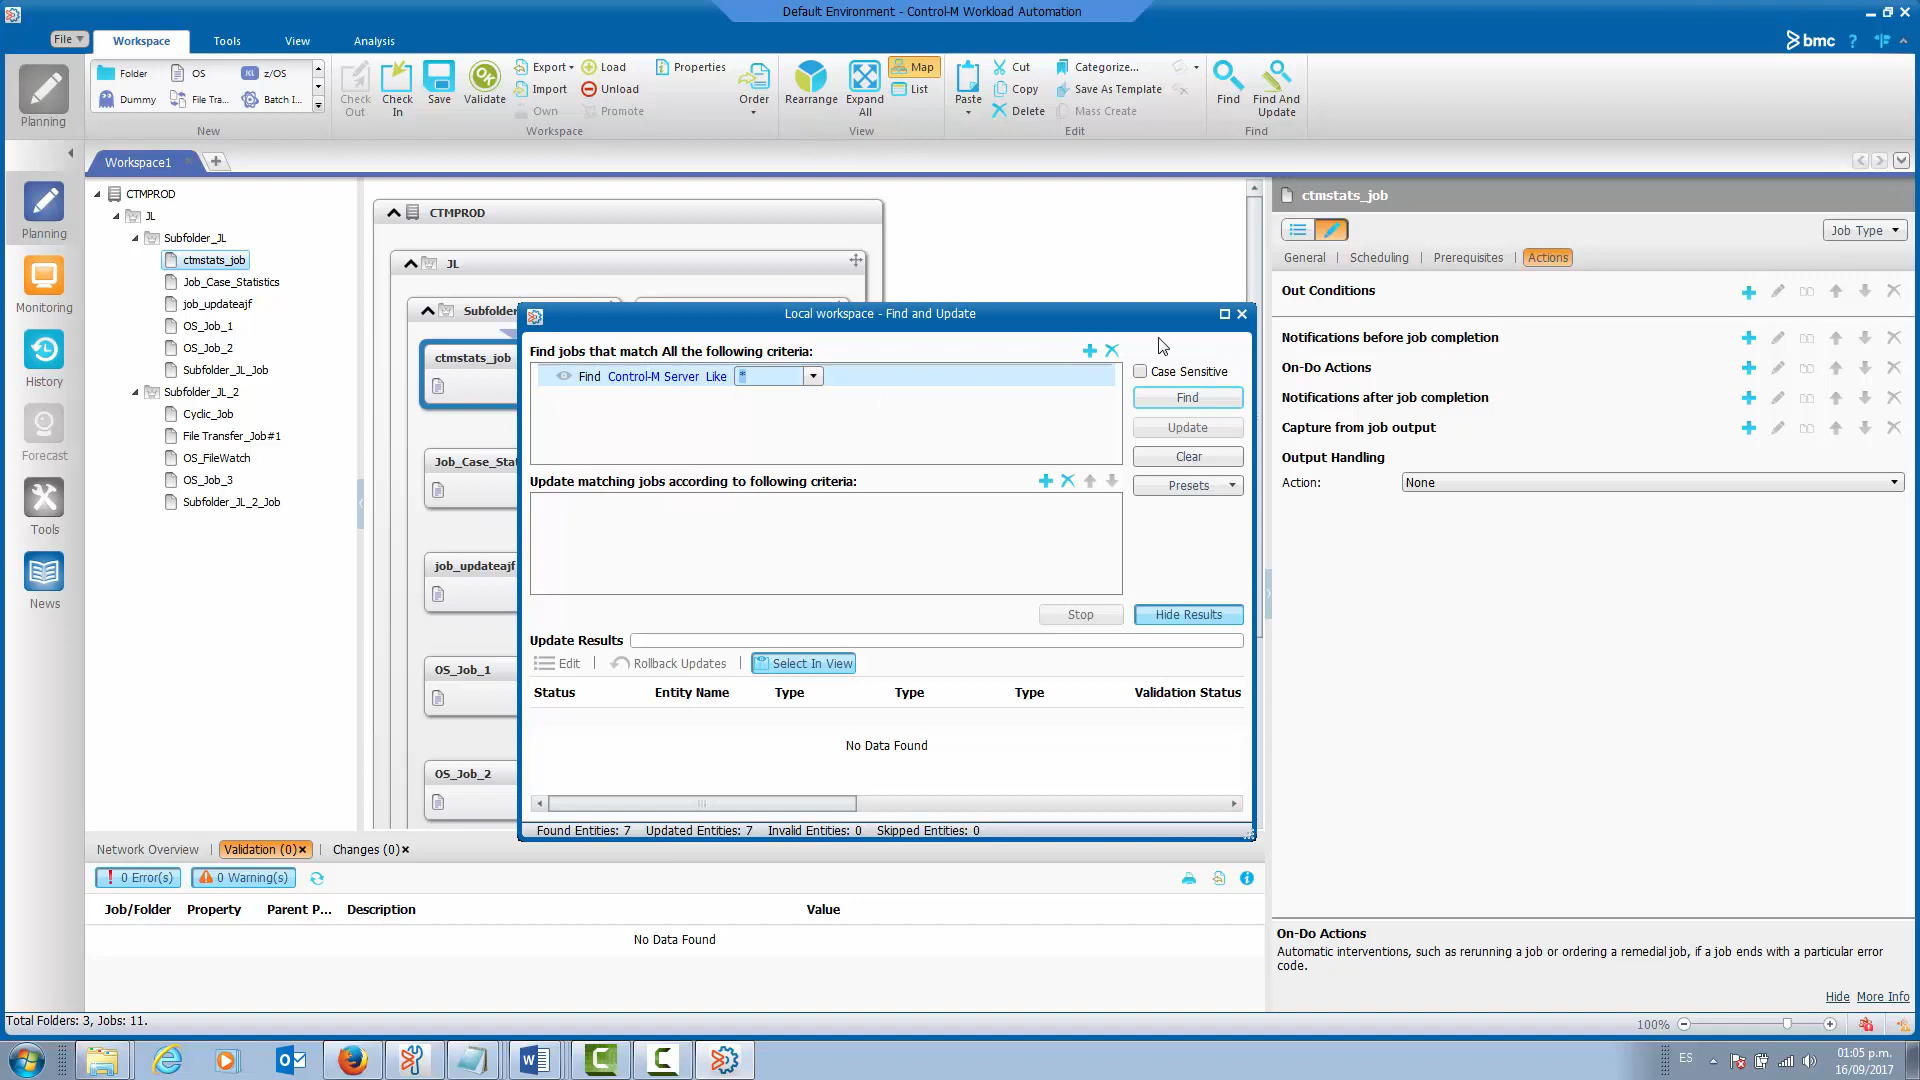 Default Environment - Control-M Workload Automation
File
Workspace
Tools
View
Analysis
bmc
?
Planning
Folder
OS
z/OS
Dummy
File Tra...
Batch I...
New
Check Out
Check In
Save
Validate
Export
Import
Own
Load
Unload
Promote
Properties
Order
Workspace
Rearrange
Expand All
Map
List
View
Paste
Cut
Copy
Delete
Categorize...
Save As Template
Mass Create
Edit
Find
Find And Update
Find
Workspace1
Planning
Monitoring
History
Forecast
Tools
News
CTMPROD
JL
Subfolder_JL
ctmstats_job
Job_Case_Statistics
job_updateajf
OS_Job_1
OS_Job_2
Subfolder_JL_Job
Subfolder_JL_2
Cyclic_Job
File Transfer_Job#1
OS_FileWatch
OS_Job_3
Subfolder_JL_2_Job
CTMPROD
JL
Subfolder
ctmstats_job
Job_Case_Stat
job_updateajf
OS_Job_1
OS_Job_2
Local workspace - Find and Update
Find jobs that match All the following criteria:
Find Control-M Server Like *
Case Sensitive
Find
Update
Clear
Presets
Update matching jobs according to following criteria:
Stop
Hide Results
Update Results
Edit
Rollback Updates
Select In View
Status Entity Name Type Type Type Validation Status
No Data Found
Found Entities: 7 Updated Entities: 7 Invalid Entities: 0 Skipped Entities: 0
ctmstats_job
Job Type
General
Scheduling
Prerequisites
Actions
Out Conditions
Notifications before job completion
On-Do Actions
Notifications after job completion
Capture from job output
Output Handling
Action: None
On-Do Actions
Automatic interventions, such as rerunning a job or ordering a remedial job, if a job ends with a particular error
code.
Hide More Info
Network Overview
Validation (0)
Changes (0)
0 Error(s)
0 Warning(s)
Job/Folder Property Parent P... Description Value
No Data Found
Total Folders: 3, Jobs: 11.
100%
ES
01:05 p.m.
16/09/2017